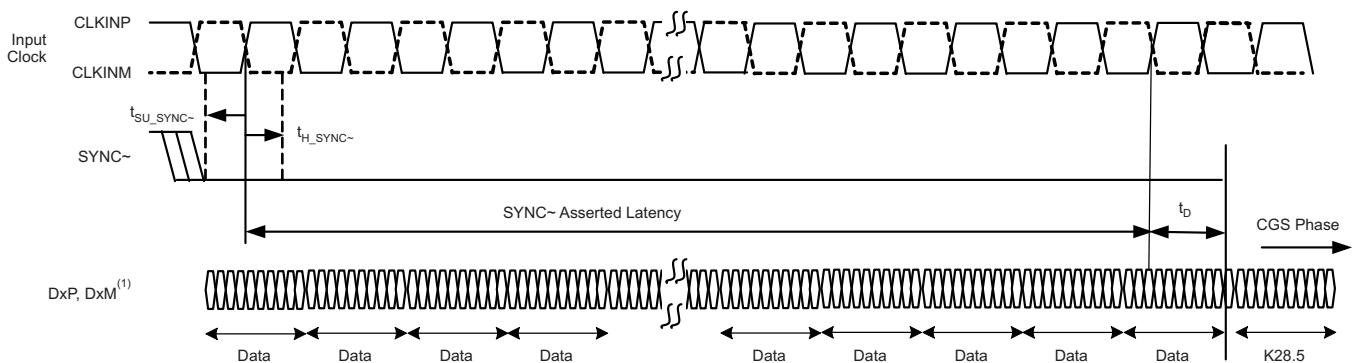 CLKINP
Input
Clock
CLKINM
tSU_SYNC~
tH_SYNC~
SYNC~
SYNC~ Asserted Latency
tD
CGS Phase
DxP, DxM(1)
Data Data Data Data Data Data Data Data Data K28.5